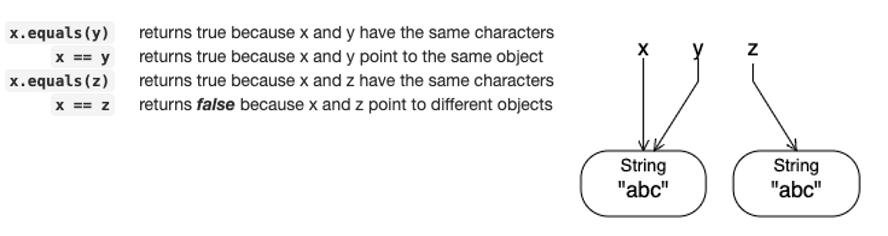 x.equals(y) returns true because x and y have the same characters
x == y returns true because x and y point to the same object
x.equals(z) returns true because x and z have the same characters
x == z returns false because x and z point to different objects
x y z
String String
"abc" "abc"